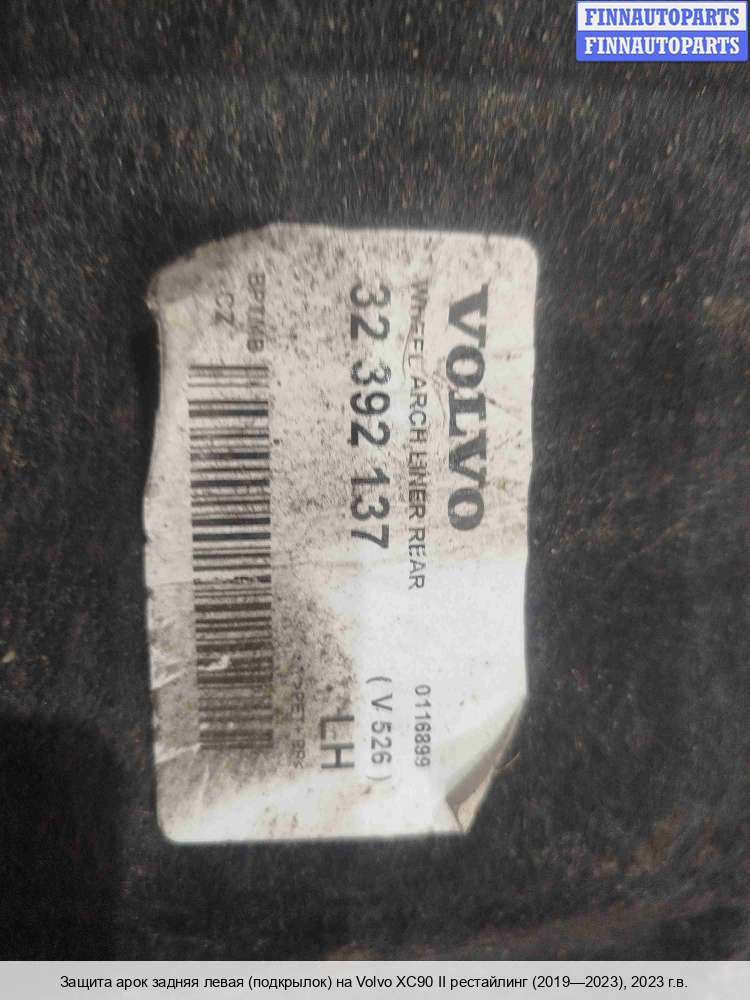 FINNAUTOPARTS
FINNAUTOPARTS
VOLVO
WHEEL ARCH LINER REAR 0116899
32 392 137 (V 526)
LH
CZ
Защита арок задняя левая (подкрылок) на Volvo XC90 II рестайлинг (2019—2023), 2023 г.в.